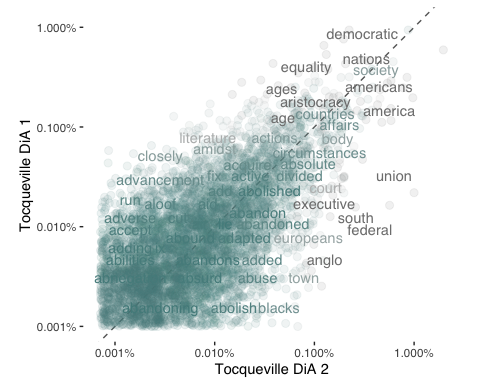 1.000%
democratic
nations
equality
society
ages
americans
aristocracy
america
0.100%
age
countries
affairs
literature
actions
body
amidst
circumstances
closely
acquire
absolute
advancement
fix
active
divided
union
add
abolished
court
run
aloof
executive
adverse
abandon
south
0.010%
accept
abandoned
federal
abound
adapted
europeans
adding
abilities
abandons
added
anglo
absurd
abuse
town
abandoning
abolish
blacks
0.001%
0.001%
0.010%
0.100%
1.000%
Tocqueville DiA 2
Tocqueville DiA 1